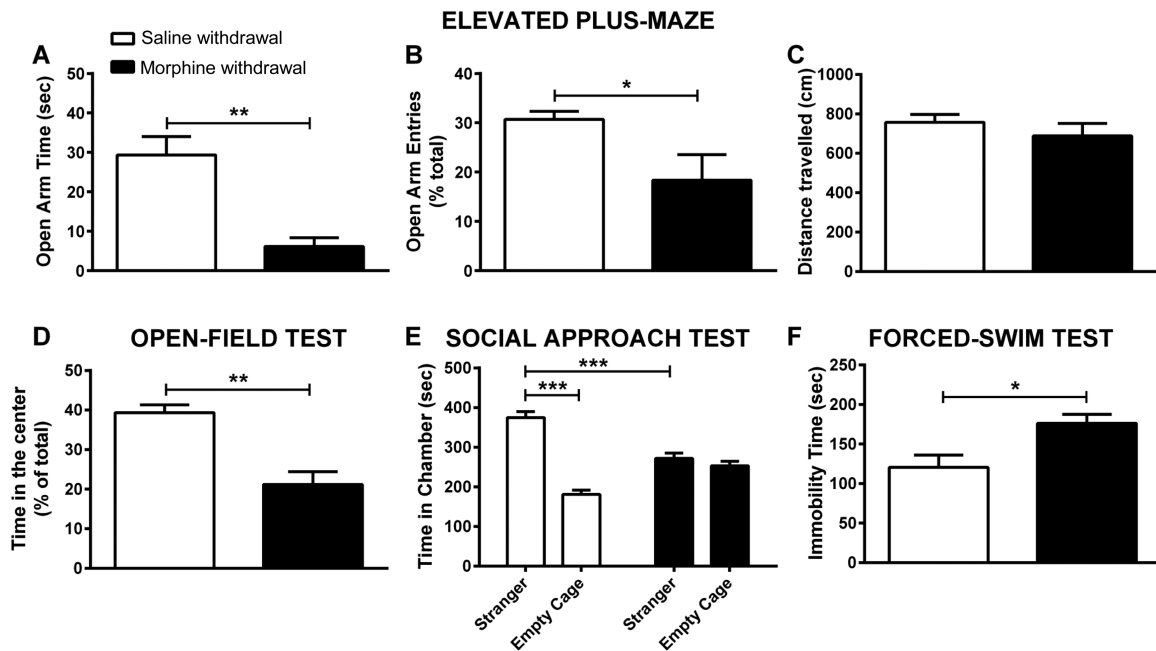 ELEVATED PLUS-MAZE
Saline withdrawal
Morphine withdrawal
A
Open Arm Time (sec)
50
40
30
20
10
0
**
B
Open Arm Entries
(% total)
40
30
20
10
0
*
C
Distance travelled (cm)
1000
800
600
400
200
0
D
OPEN-FIELD TEST
Time in the center
(% of total)
50
40
30
20
10
0
**
E
SOCIAL APPROACH TEST
Time in Chamber (sec)
500
400
300
200
100
0
***
***
Stranger
Empty Cage
Stranger
Empty Cage
F
FORCED-SWIM TEST
Immobility Time (sec)
250
200
150
100
50
0
*